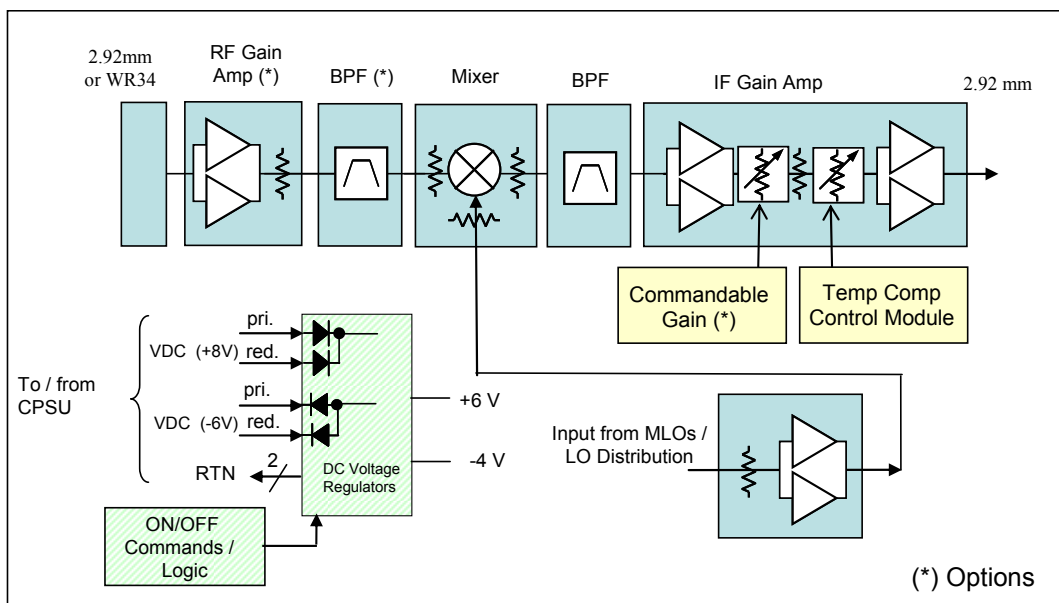 2.92mm
or WR34
RF Gain
Amp (*)
BPF (*)
Mixer
BPF
IF Gain Amp
2.92 mm
Commandable
Gain (*)
Temp Comp
Control Module
To / from
CPSU
pri.
VDC (+8V) red.
pri.
VDC (-6V) red.
RTN
2
DC Voltage
Regulators
+6 V
-4 V
ON/OFF
Commands /
Logic
Input from MLOs /
LO Distribution
(*) Options